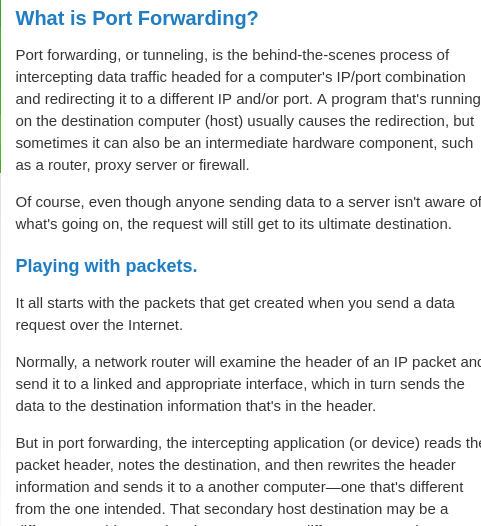 What is Port Forwarding?
Port forwarding, or tunneling, is the behind-the-scenes process of
intercepting data traffic headed for a computer's IP/port combination
and redirecting it to a different IP and/or port. A program that's running
on the destination computer (host) usually causes the redirection, but
sometimes it can also be an intermediate hardware component, such
as a router, proxy server or firewall.
Of course, even though anyone sending data to a server isn't aware of
what's going on, the request will still get to its ultimate destination.
Playing with packets.
It all starts with the packets that get created when you send a data
request over the Internet.
Normally, a network router will examine the header of an IP packet and
send it to a linked and appropriate interface, which in turn sends the
data to the destination information that's in the header.
But in port forwarding, the intercepting application (or device) reads the
packet header, notes the destination, and then rewrites the header
information and sends it to a another computer—one that's different
from the one intended. That secondary host destination may be a